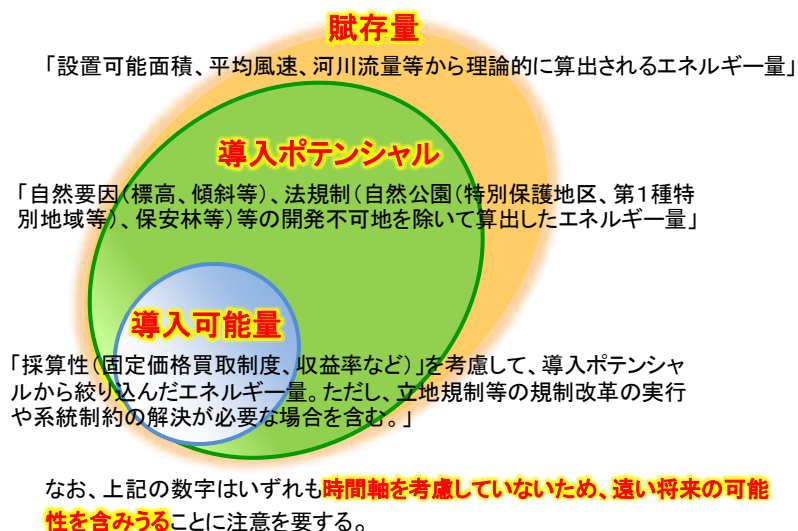 賦存量
「設置可能面積、平均風速、河川流量等から理論的に算出されるエネルギー量」
導入ポテンシャル
「自然要因(標高、傾斜等)、法規制(自然公園(特別保護地区、第1種特
別地域等)、保安林等)等の開発不可地を除いて算出したエネルギー量」
導入可能量
「採算性(固定価格買取制度、収益率など)」を考慮して、導入ポテンシャ
ルから絞り込んだエネルギー量。ただし、立地規制等の規制改革の実行
や系統制約の解決が必要な場合を含む。」
なお、上記の数字はいずれも時間軸を考慮していないため、遠い将来の可能
性を含みうることに注意を要する。